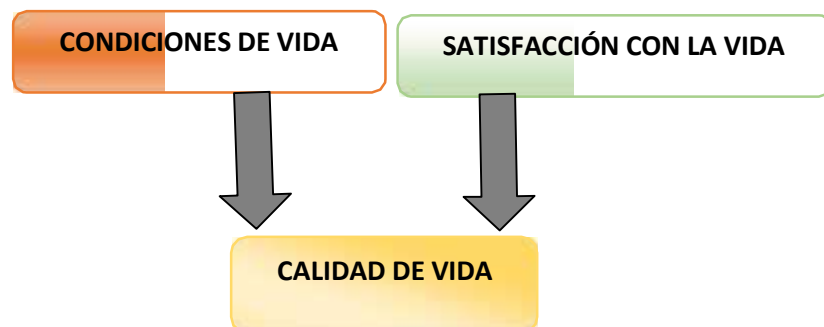 CONDICIONES DE VIDA
SATISFACCIÓN CON LA VIDA
CALIDAD DE VIDA